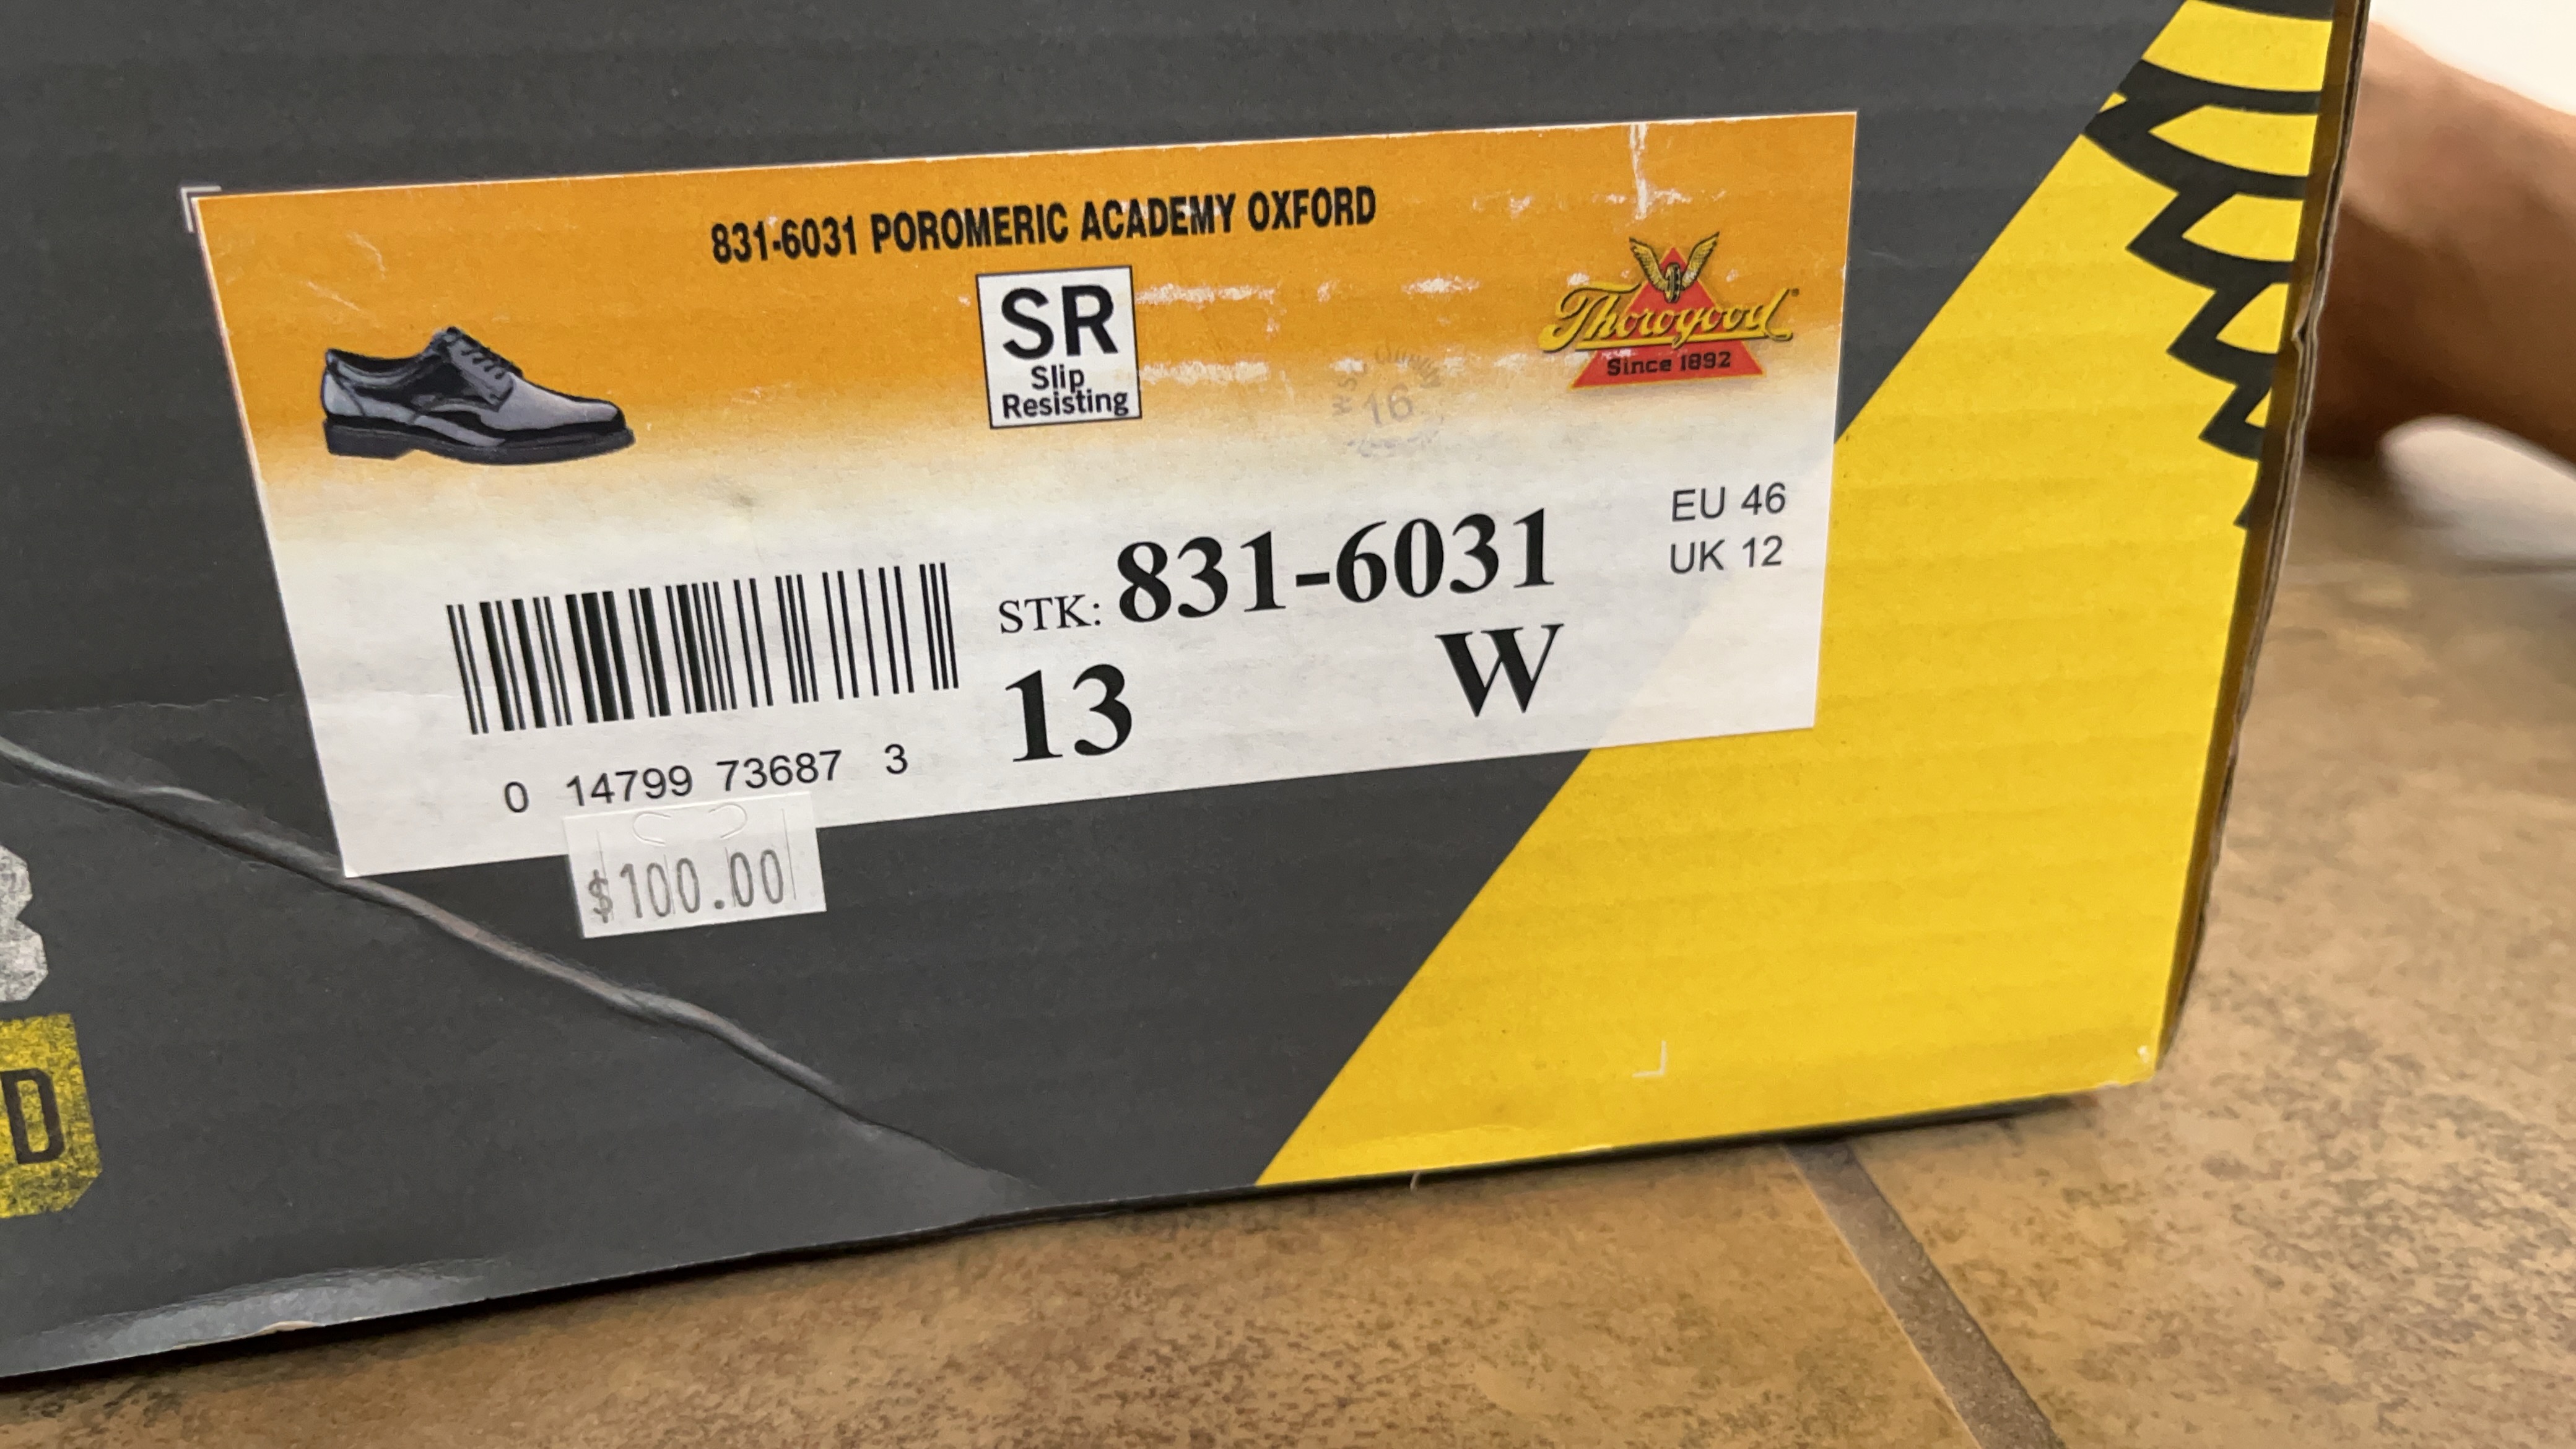 831-6031 POROMERIC ACADEMY OXFORD
SR
Slip
Resisting
Thorogood
Since 1892
16
EU 46
UK 12
STK: 831-6031
13 W
0 14799 73687 3
$100.00
D